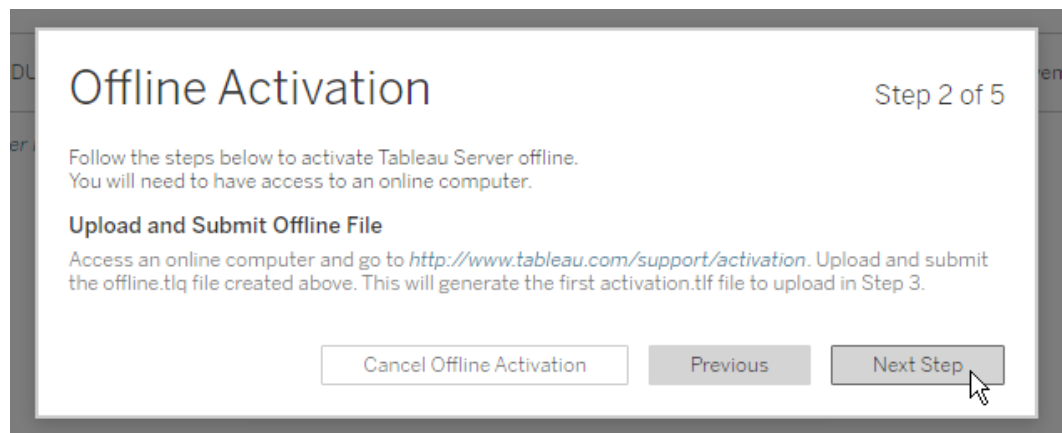 Offline Activation
Step 2 of 5
Follow the steps below to activate Tableau Server offline.
You will need to have access to an online computer.
Upload and Submit Offline File
Access an online computer and go to http://www.tableau.com/support/activation. Upload and submit
the offline.tlq file created above. This will generate the first activation.tlf file to upload in Step 3.
Cancel Offline Activation
Previous
Next Step